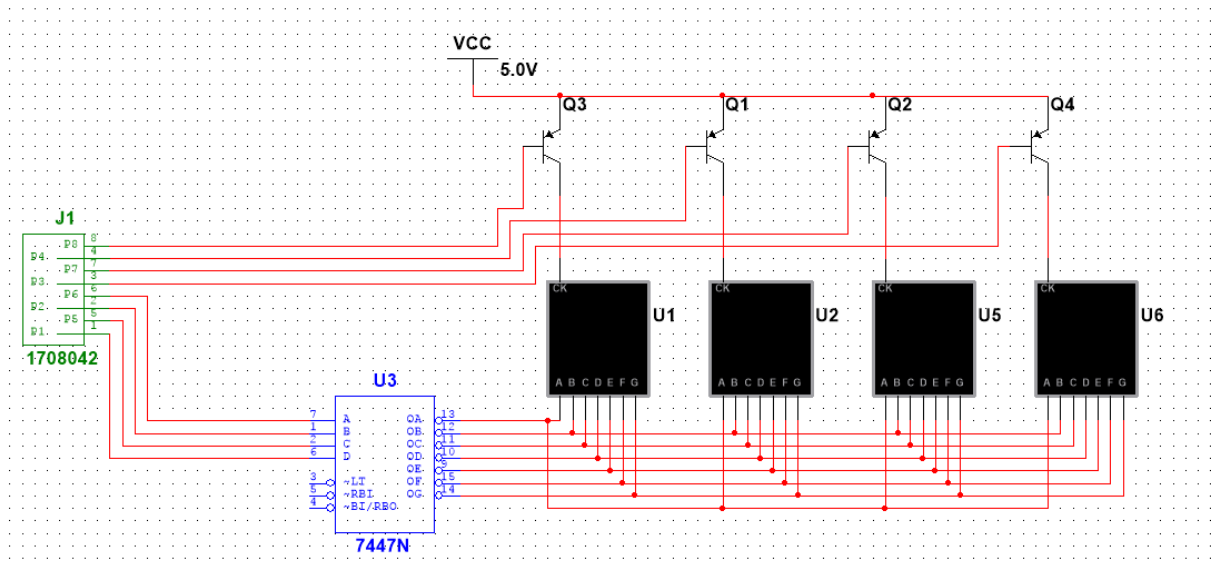 VCC
5.0V
Q3
Q1
Q2
Q4
J1
P8 8
P4 4
P7 7
P3 3
P6 6
P2 2
P5 5
P1 1
1708042
CK
U1
A B C D E F G
CK
U2
A B C D E F G
CK
U5
A B C D E F G
CK
U6
A B C D E F G
U3
7 A OA 13
1 B OB 12
2 C OC 11
6 D OD 10
OE 9
3 ~LT OF 15
5 ~RBI OG 14
4 ~BI/RBO
7447N